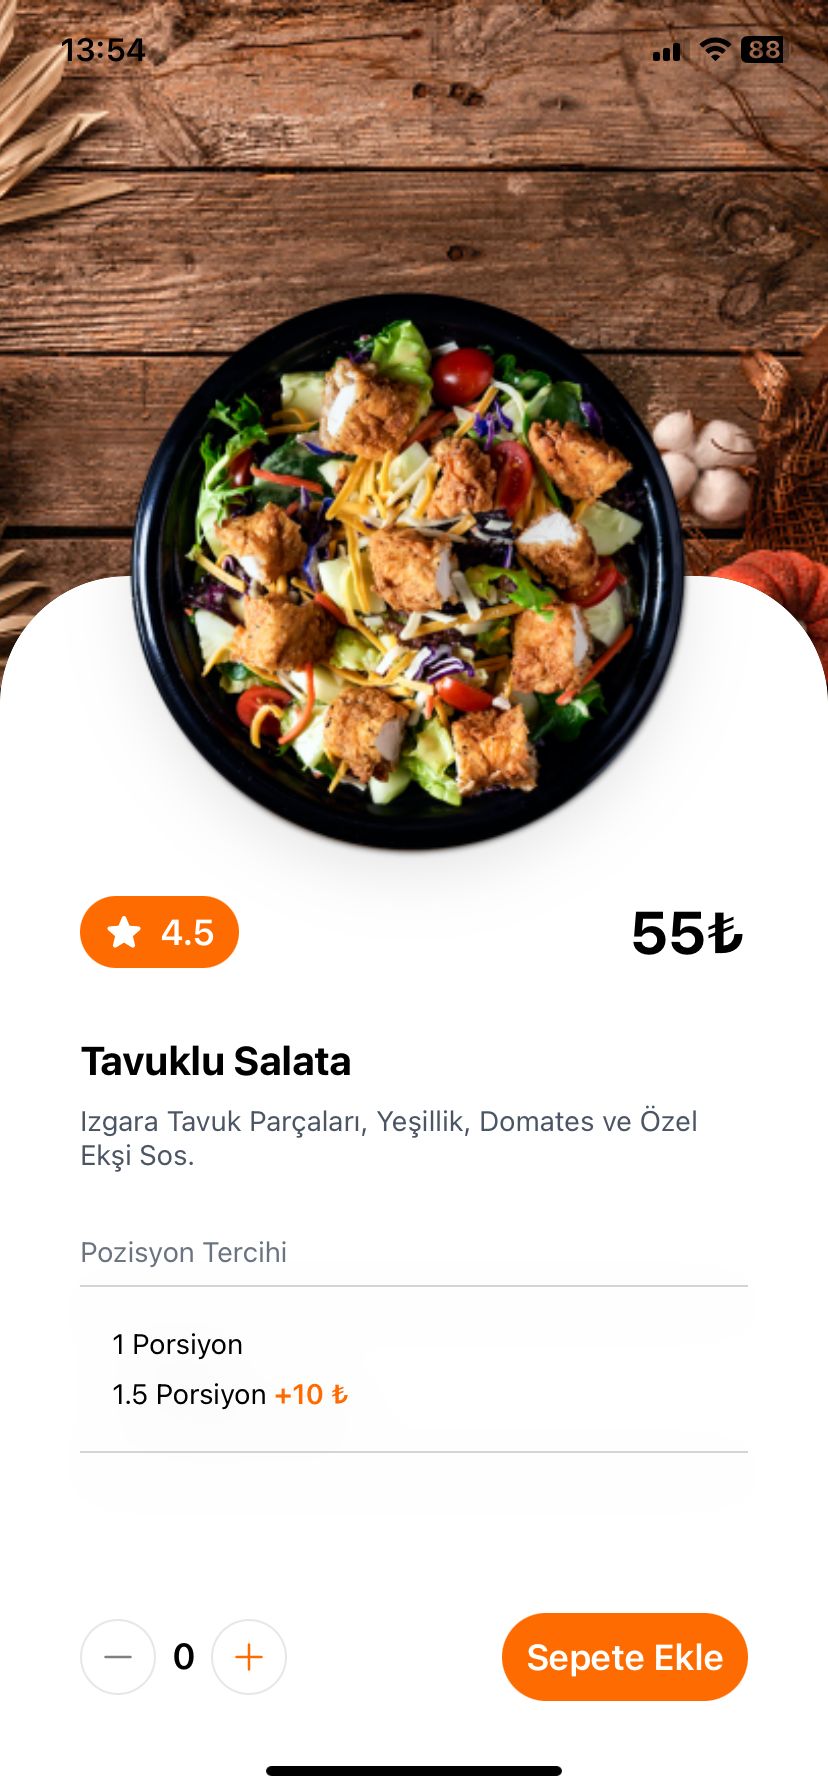 13:54
88
4.5
55₺
Tavuklu Salata
Izgara Tavuk Parçaları, Yeşillik, Domates ve Özel
Ekşi Sos.
Pozisyon Tercihi
1 Porsiyon
1.5 Porsiyon +10 ₺
0
Sepete Ekle